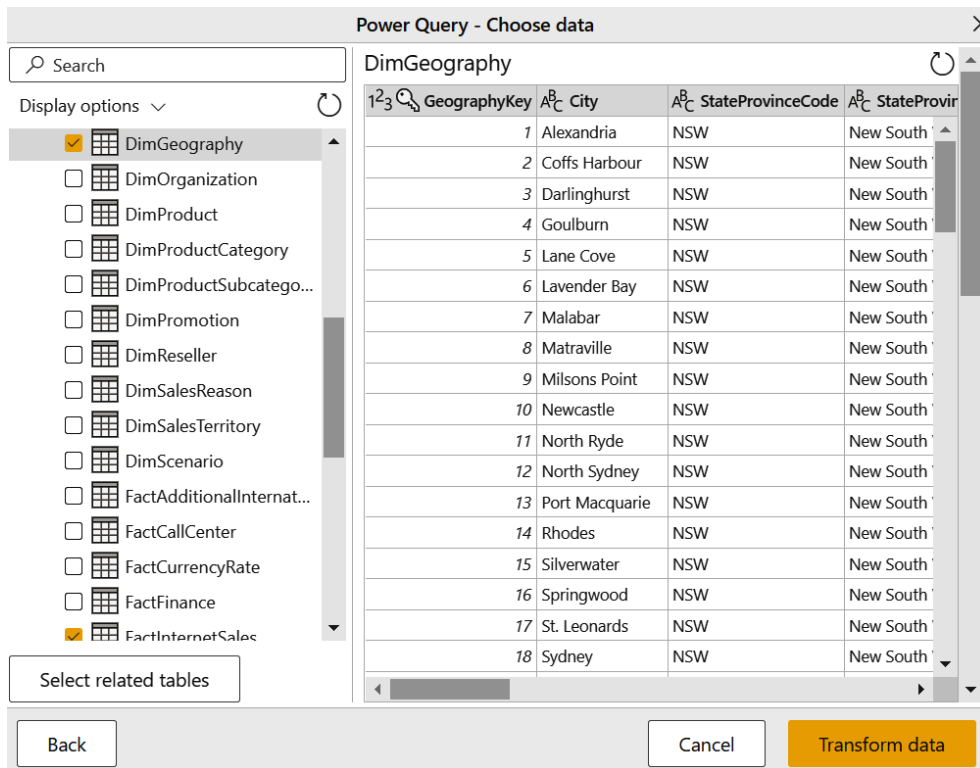 Power Query - Choose data
Search
Display options
DimGeography
DimOrganization
DimProduct
DimProductCategory
DimProductSubcatego...
DimPromotion
DimReseller
DimSalesReason
DimSalesTerritory
DimScenario
FactAdditionalInternat...
FactCallCenter
FactCurrencyRate
FactFinance
FactInternetSales
Select related tables
DimGeography
1²3 GeographyKey ABC City ABC StateProvinceCode ABC StateProvin
1 Alexandria NSW New South
2 Coffs Harbour NSW New South
3 Darlinghurst NSW New South
4 Goulburn NSW New South
5 Lane Cove NSW New South
6 Lavender Bay NSW New South
7 Malabar NSW New South
8 Matraville NSW New South
9 Milsons Point NSW New South
10 Newcastle NSW New South
11 North Ryde NSW New South
12 North Sydney NSW New South
13 Port Macquarie NSW New South
14 Rhodes NSW New South
15 Silverwater NSW New South
16 Springwood NSW New South
17 St. Leonards NSW New South
18 Sydney NSW New South
Back
Cancel
Transform data